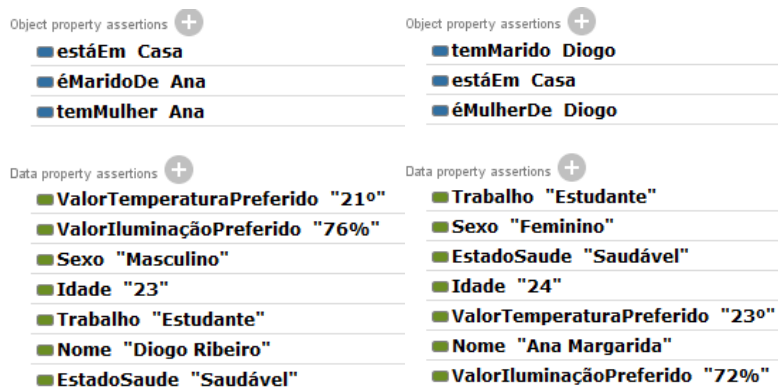 Object property assertions
estáEm Casa
éMaridoDe Ana
temMulher Ana
Data property assertions
ValorTemperaturaPreferido "21º"
ValorIluminaçãoPreferido "76%"
Sexo "Masculino"
Idade "23"
Trabalho "Estudante"
Nome "Diogo Ribeiro"
EstadoSaude "Saudável"
Object property assertions
temMarido Diogo
estáEm Casa
éMulherDe Diogo
Data property assertions
Trabalho "Estudante"
Sexo "Feminino"
EstadoSaude "Saudável"
Idade "24"
ValorTemperaturaPreferido "23º"
Nome "Ana Margarida"
ValorIluminaçãoPreferido "72%"